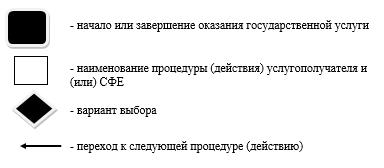 - начало или завершение оказания государственной услуги
- наименование процедуры (действия) услугополучателя и
(или) СФЕ
- вариант выбора
- переход к следующей процедуре (действию)